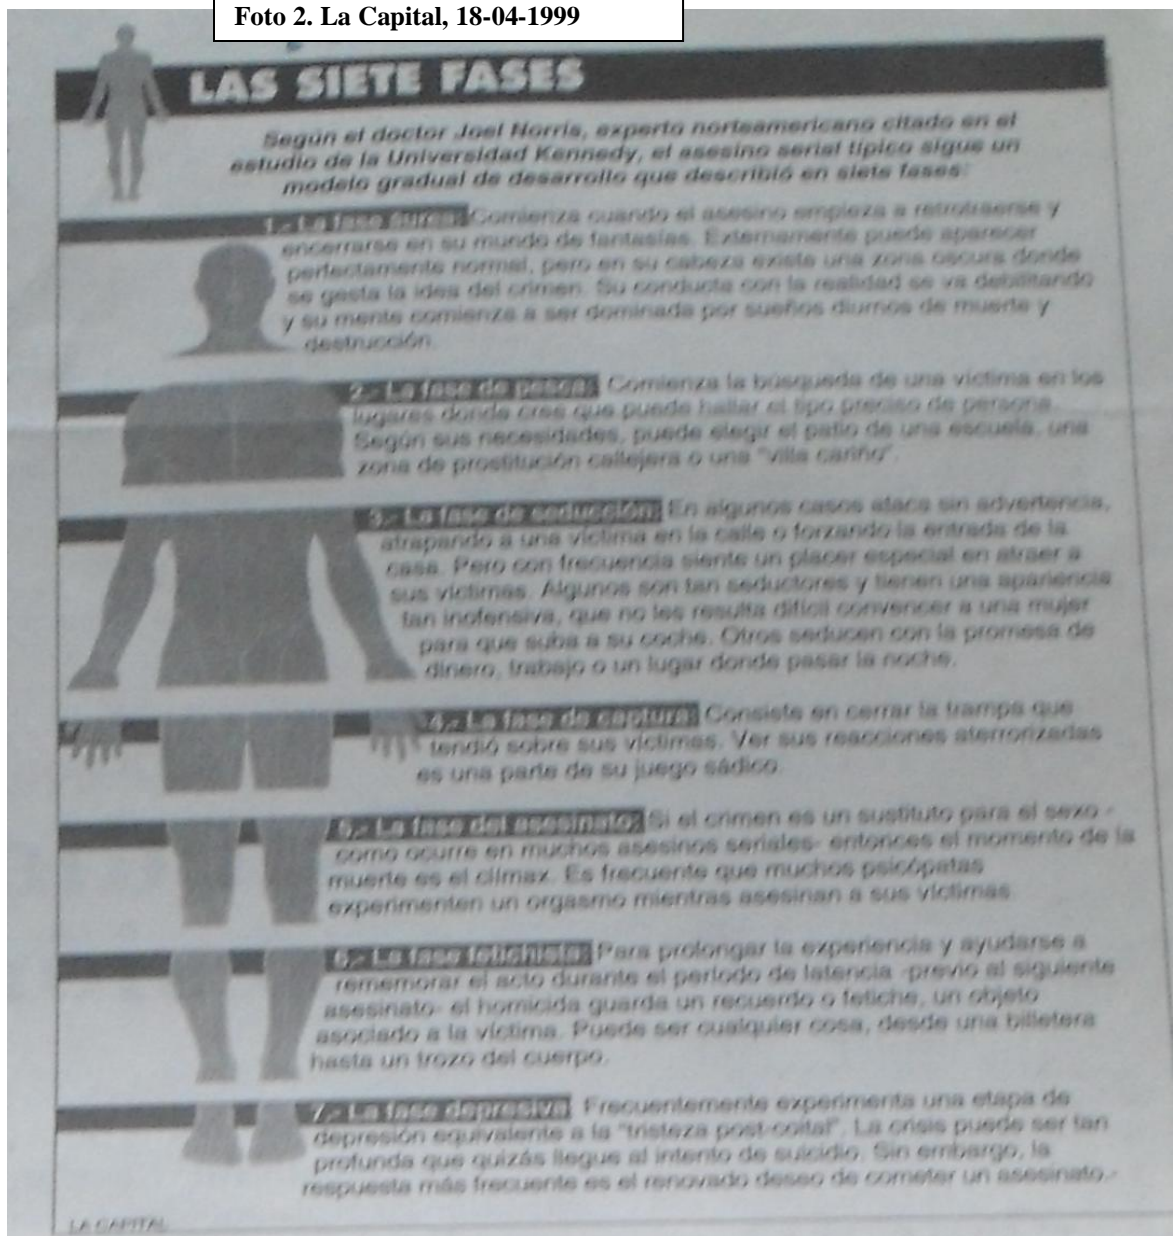 Foto 2. La Capital, 18-04-1999
LAS SIETE FASES
Según el doctor Joel Norris, experto norteamericano citado en el
estudio de la Universidad Kennedy, el asesino serial típico sigue un
modelo gradual de desarrollo que describió en siete fases:
1.- La fase áurea: Comienza cuando el asesino empieza a retrotraerse y
encerrarse en su mundo de fantasías. Externamente puede aparecer
perfectamente normal, pero en su cabeza existe una zona oscura donde
se gesta la idea del crimen. Su conducta con la realidad se va debilitando
y su mente comienza a ser dominada por sueños diurnos de muerte y
destrucción.
2.- La fase de pesca: Comienza la búsqueda de una víctima en los
lugares donde cree que puede hallar el tipo preciso de persona.
Según sus necesidades, puede elegir el patio de una escuela, una
zona de prostitución callejera o una "villa cariño".
3.- La fase de seducción: En algunos casos ataca sin advertencia,
atrapando a una víctima en la calle o forzando la entrada de la
casa. Pero con frecuencia siente un placer especial en atraer a
sus víctimas. Algunos son tan seductores y tienen una apariencia
tan inofensiva, que no les resulta difícil convencer a una mujer
para que suba a su coche. Otros seducen con la promesa de
dinero, trabajo o un lugar donde pasar la noche.
4.- La fase de captura: Consiste en cerrar la trampa que
tendió sobre sus víctimas. Ver sus reacciones aterrorizadas
es una parte de su juego sádico.
5.- La fase del asesinato: Si el crimen es un sustituto para el sexo -
como ocurre en muchos asesinos seriales- entonces el momento de la
muerte es el clímax. Es frecuente que muchos psicópatas
experimenten un orgasmo mientras asesinan a sus víctimas.
6.- La fase fetichista: Para prolongar la experiencia y ayudarse a
rememorar el acto durante el período de latencia -previo al siguiente
asesinato- el homicida guarda un recuerdo o fetiche, un objeto
asociado a la víctima. Puede ser cualquier cosa, desde una billetera
hasta un trozo del cuerpo.
7.- La fase depresiva: Frecuentemente experimenta una etapa de
depresión equivalente a la "tristeza post-coital". La crisis puede ser tan
profunda que quizás llegue al intento de suicidio. Sin embargo, la
respuesta más frecuente es el renovado deseo de cometer un asesinato.-
LA CAPITAL